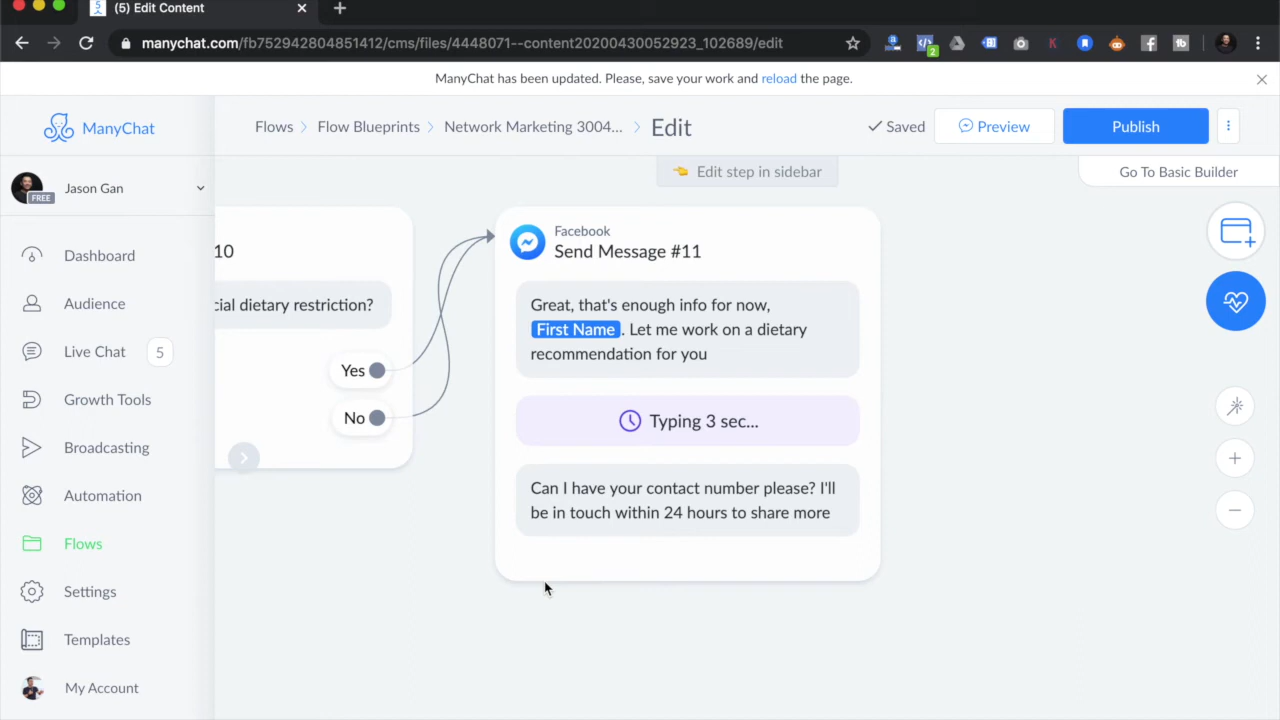 (5) Edit Content
manychat.com/fb752942804851412/cms/files/4448071--content20200430052923_102689/edit
2
ManyChat has been updated. Please, save your work and reload the page.
ManyChat
Flows
Flow Blueprints
Network Marketing 3004...
Edit
Saved
Preview
Publish
Edit step in sidebar
Go To Basic Builder
Jason Gan
FREE
Dashboard
Audience
Live Chat
5
Growth Tools
Broadcasting
Automation
Flows
Settings
Templates
My Account
10
cial dietary restriction?
Yes
No
Facebook
Send Message #11
Great, that's enough info for now,
First Name. Let me work on a dietary
recommendation for you
Typing 3 sec...
Can I have your contact number please? I'll
be in touch within 24 hours to share more